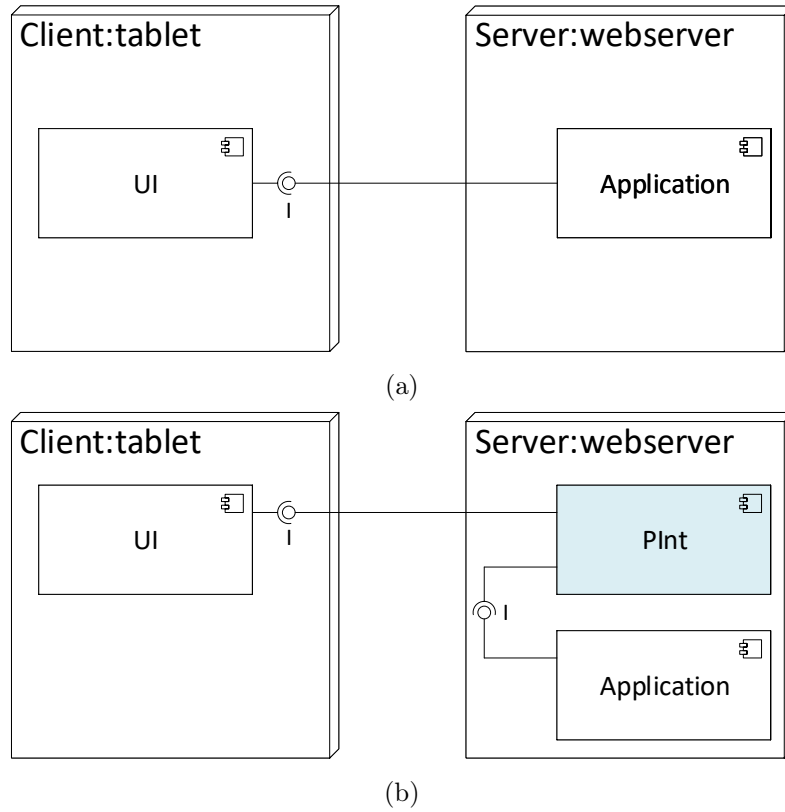 Client:tablet
Server:webserver
UI
I
Application
(a)
Client:tablet
Server:webserver
UI
I
PInt
I
Application
(b)